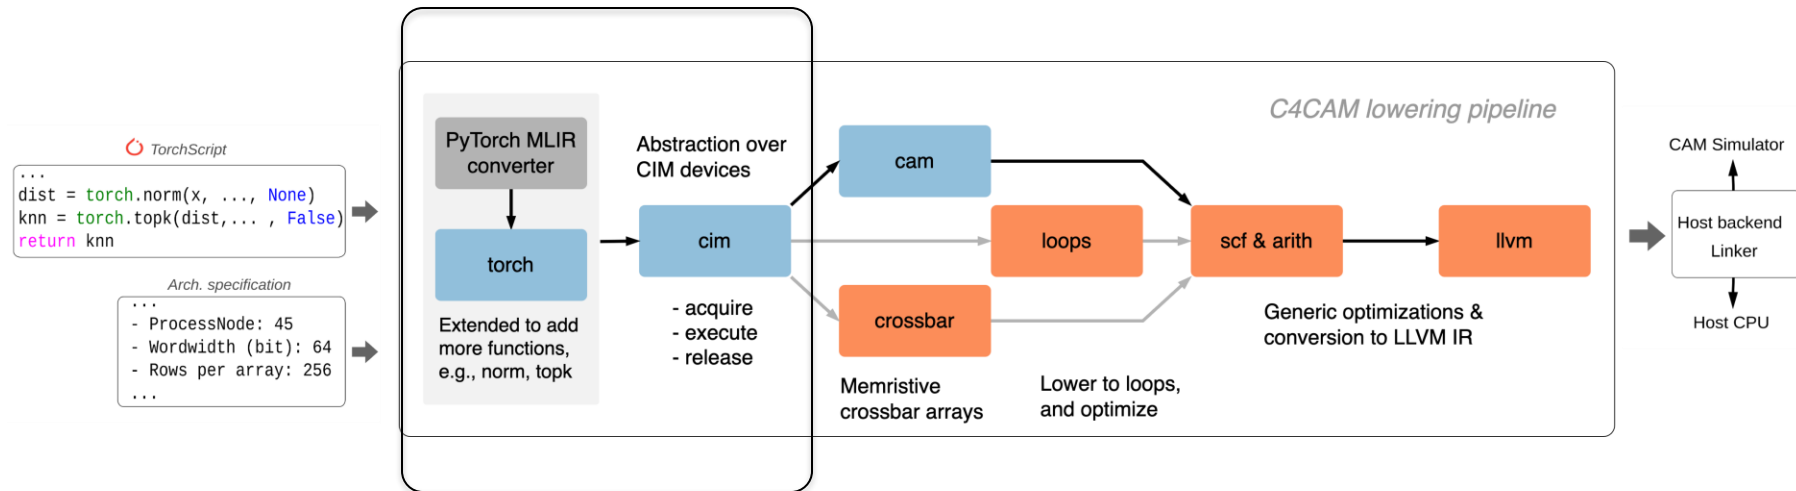 TorchScript
...
dist = torch.norm(x, ..., None)
knn = torch.topk(dist,... , False)
return knn
Arch. specification
...
- ProcessNode: 45
- Wordwidth (bit): 64
- Rows per array: 256
...
C4CAM lowering pipeline
PyTorch MLIR
converter
torch
Extended to add
more functions,
e.g., norm, topk
Abstraction over
CIM devices
cim
- acquire
- execute
- release
cam
loops
crossbar
Memristive
crossbar arrays
Lower to loops,
and optimize
scf & arith
llvm
Generic optimizations &
conversion to LLVM IR
CAM Simulator
Host backend
Linker
Host CPU